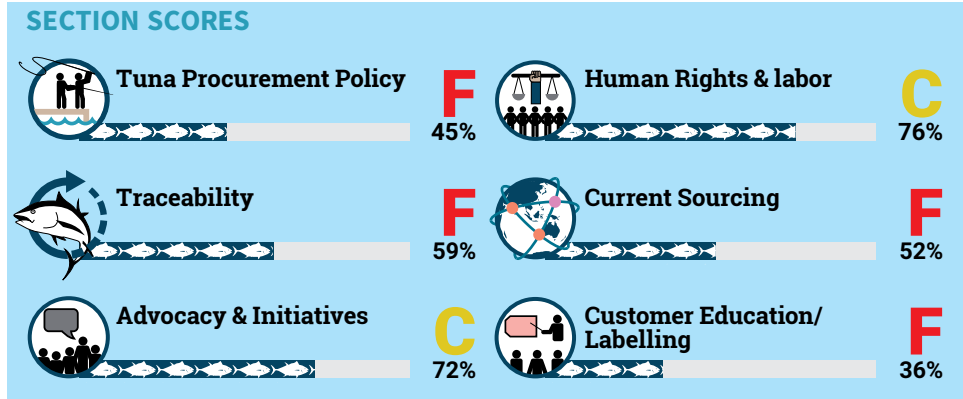 SECTION SCORES
Tuna Procurement Policy
F
45%
Human Rights & labor
C
76%
Traceability
F
59%
Current Sourcing
F
52%
Advocacy & Initiatives
C
72%
Customer Education/
Labelling
F
36%